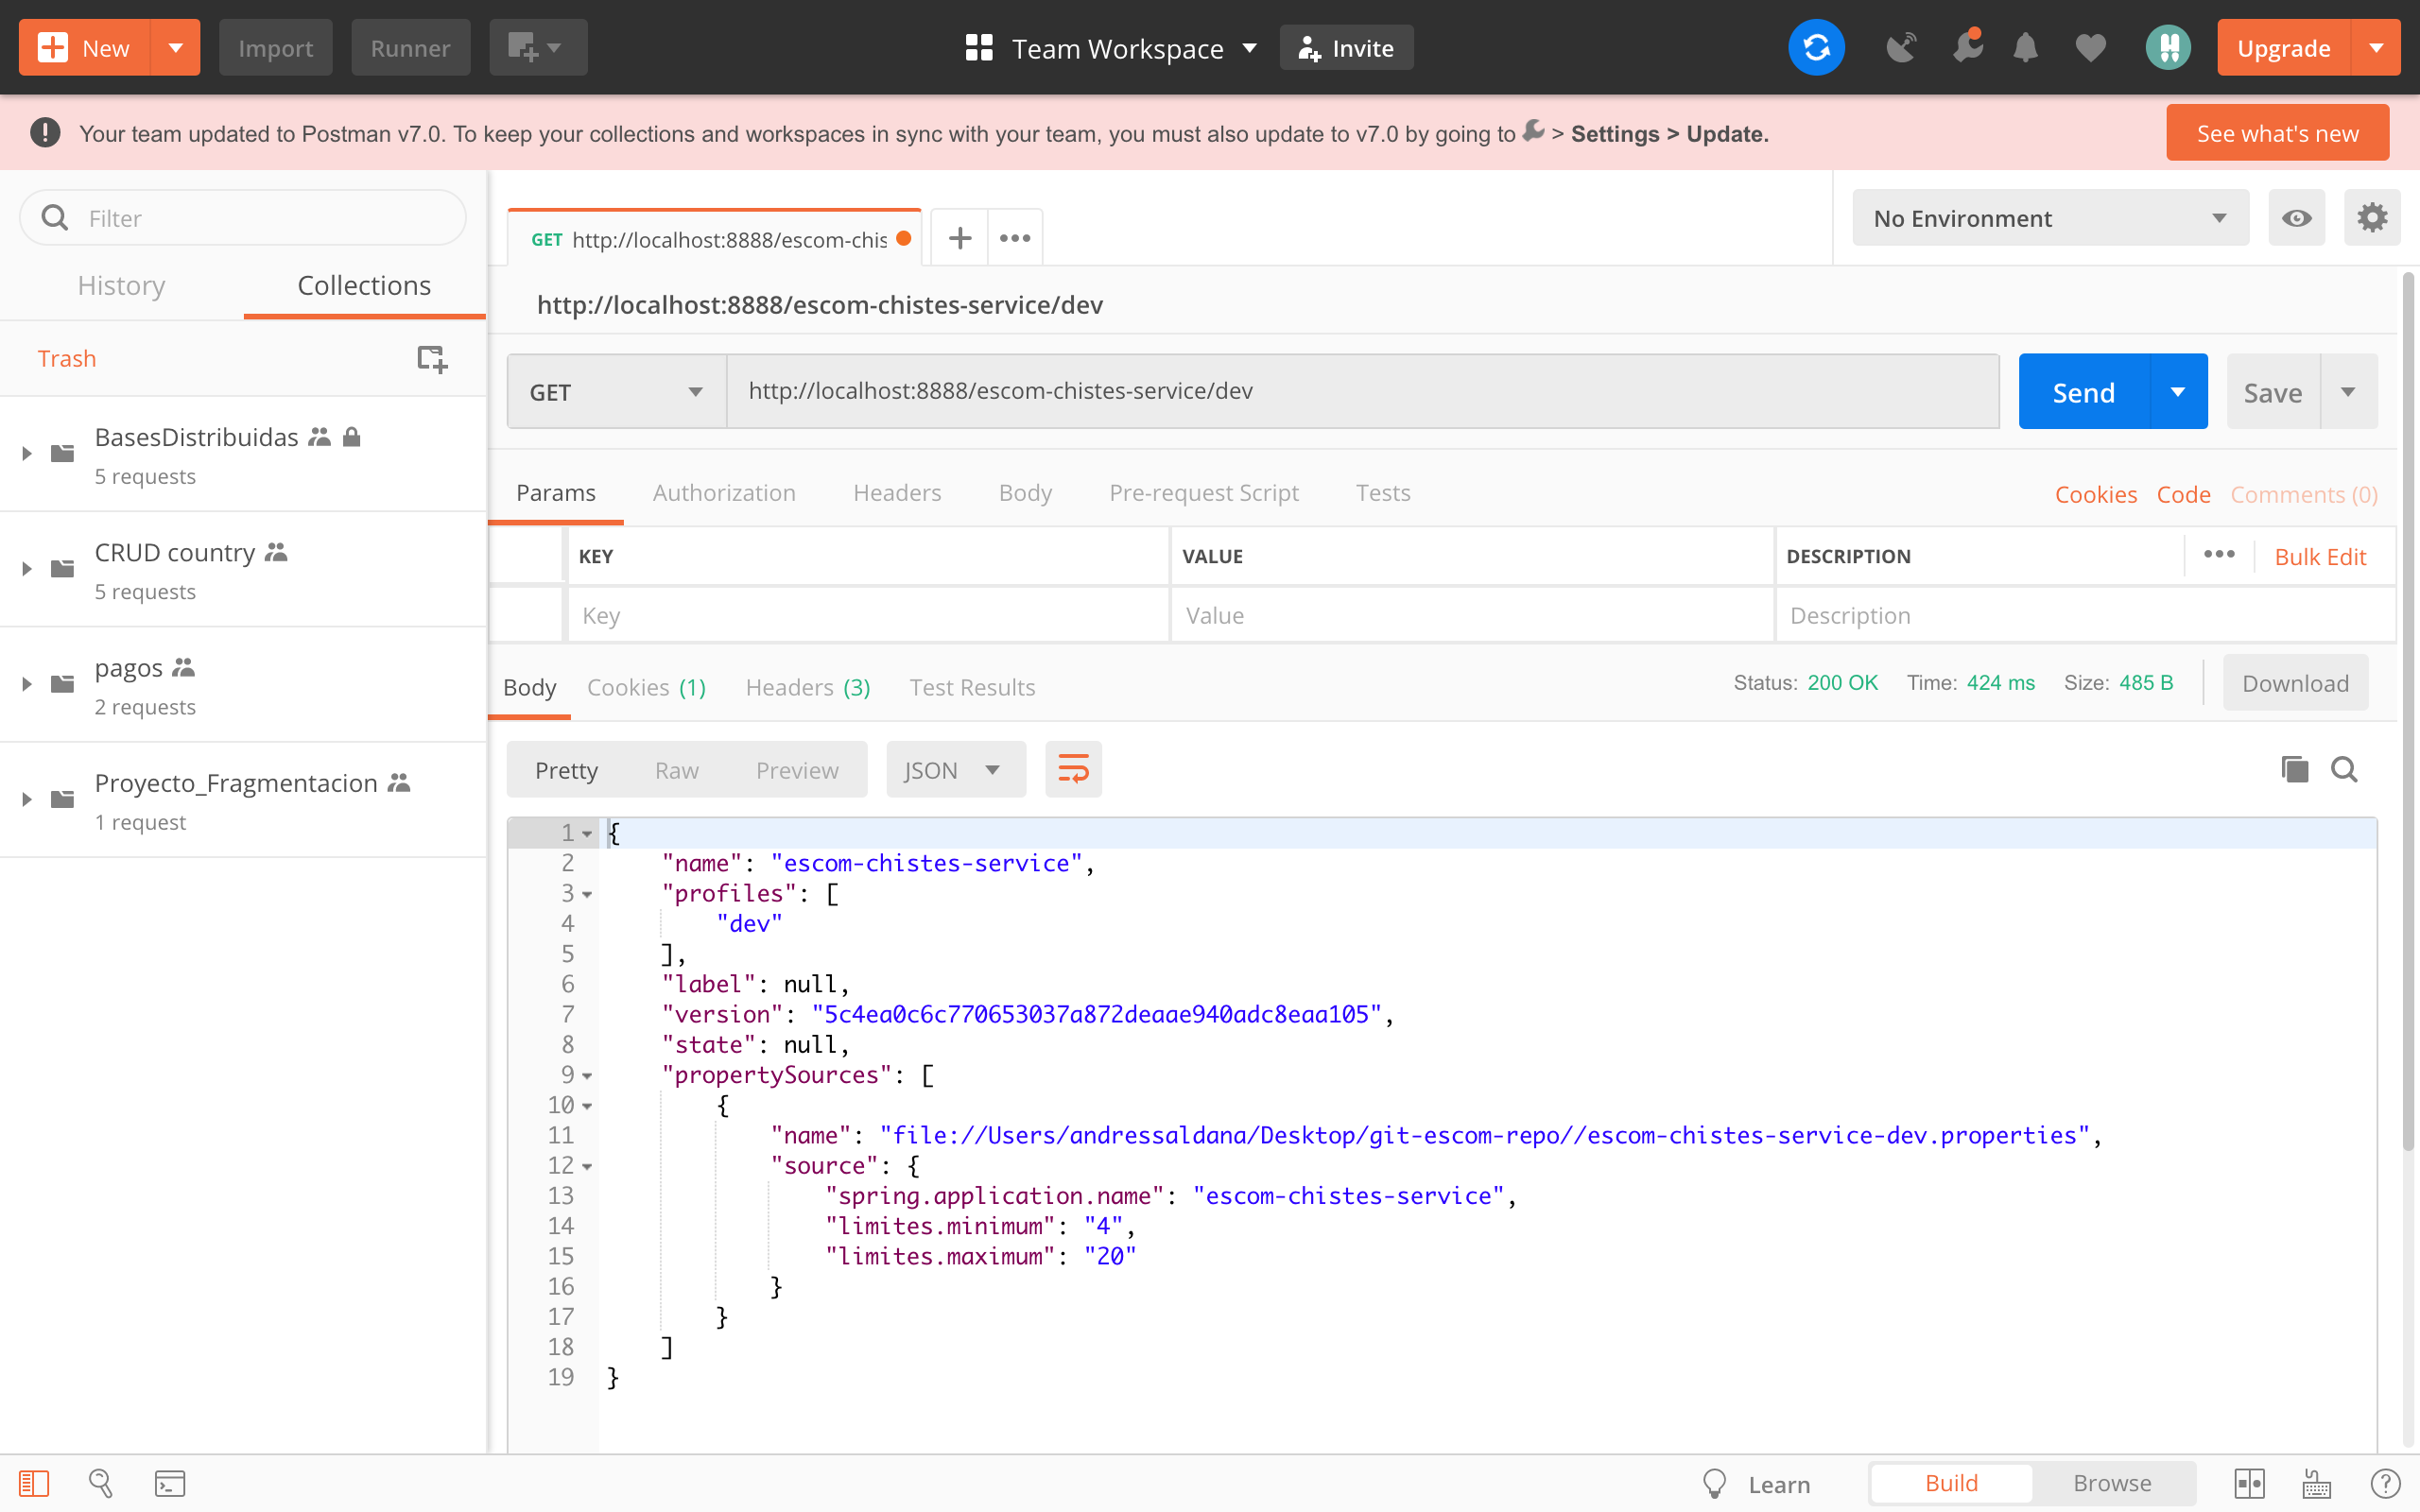 New Import Runner Team Workspace Invite Upgrade
Your team updated to Postman v7.0. To keep your collections and workspaces in sync with your team, you must also update to v7.0 by going to > Settings > Update. See what's new
Filter
History Collections
Trash
BasesDistribuidas
5 requests
CRUD country
5 requests
pagos
2 requests
Proyecto_Fragmentacion
1 request
GET http://localhost:8888/escom-chis
No Environment
http://localhost:8888/escom-chistes-service/dev
GET http://localhost:8888/escom-chistes-service/dev Send Save
Params Authorization Headers Body Pre-request Script Tests Cookies Code Comments (0)
KEY VALUE DESCRIPTION Bulk Edit
Key Value Description
Body Cookies (1) Headers (3) Test Results Status: 200 OK Time: 424 ms Size: 485 B Download
Pretty Raw Preview JSON
1 {
2 "name": "escom-chistes-service",
3 "profiles": [
4 "dev"
5 ],
6 "label": null,
7 "version": "5c4ea0c6c770653037a872deaae940adc8eaa105",
8 "state": null,
9 "propertySources": [
10 {
11 "name": "file://Users/andressaldana/Desktop/git-escom-repo//escom-chistes-service-dev.properties",
12 "source": {
13 "spring.application.name": "escom-chistes-service",
14 "limites.minimum": "4",
15 "limites.maximum": "20"
16 }
17 }
18 ]
19 }
Learn Build Browse